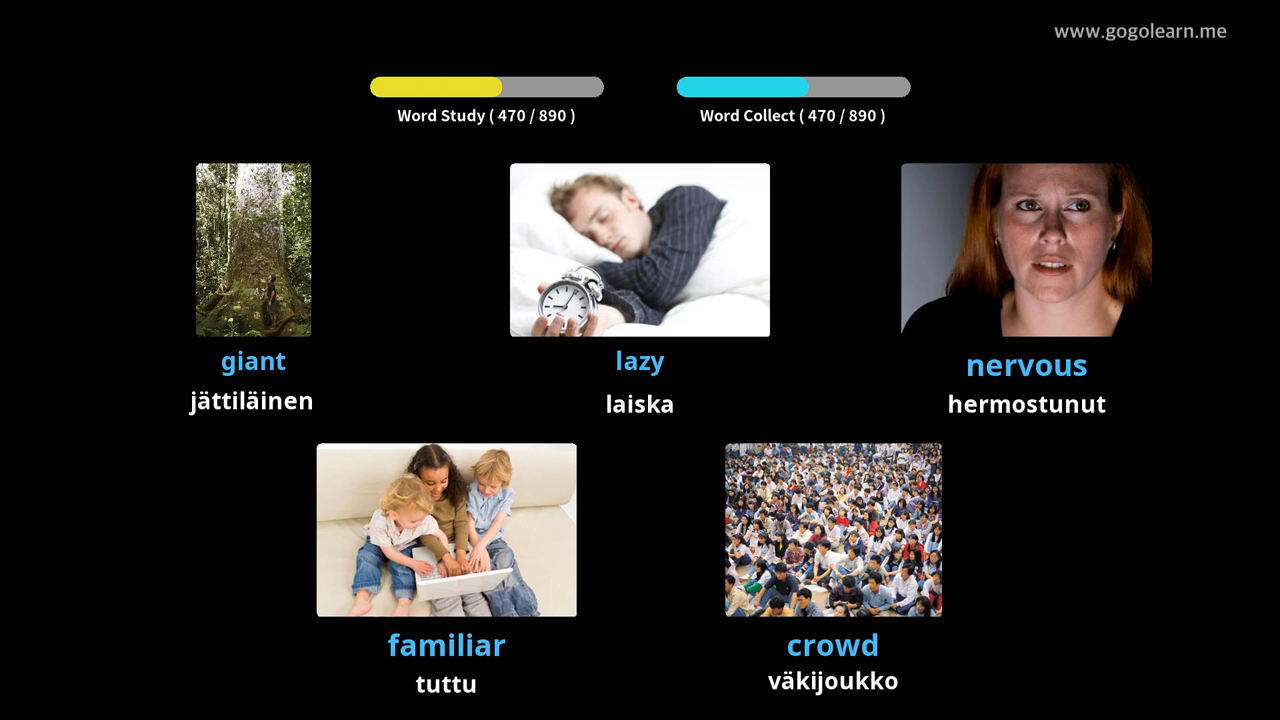 www.gogolearn.me
Word Study ( 470 / 890 )
Word Collect ( 470 / 890 )
giant
jättiläinen
lazy
laiska
nervous
hermostunut
familiar
tuttu
crowd
väkijoukko